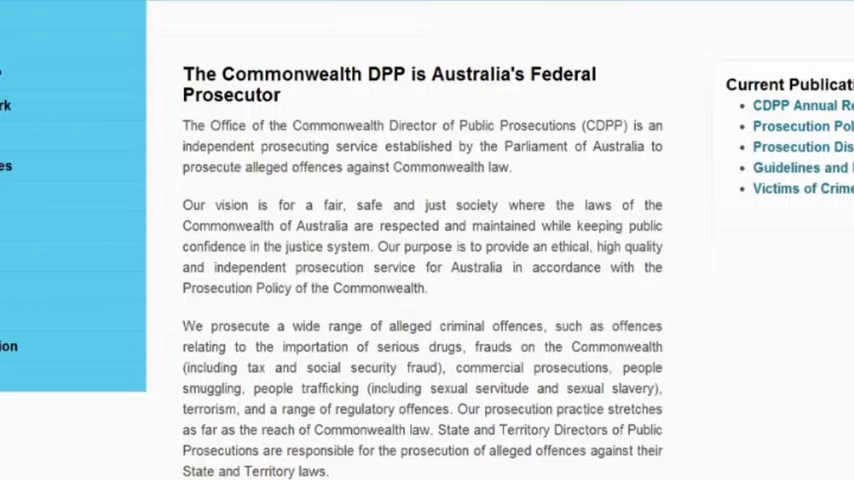 The Commonwealth DPP is Australia's Federal
Prosecutor
The Office of the Commonwealth Director of Public Prosecutions (CDPP) is an
independent prosecuting service established by the Parliament of Australia to
prosecute alleged offences against Commonwealth law.
Our vision is for a fair, safe and just society where the laws of the
Commonwealth of Australia are respected and maintained while keeping public
confidence in the justice system. Our purpose is to provide an ethical, high quality
and independent prosecution service for Australia in accordance with the
Prosecution Policy of the Commonwealth.
We prosecute a wide range of alleged criminal offences, such as offences
relating to the importation of serious drugs, frauds on the Commonwealth
(including tax and social security fraud), commercial prosecutions, people
smuggling, people trafficking (including sexual servitude and sexual slavery),
terrorism, and a range of regulatory offences. Our prosecution practice stretches
as far as the reach of Commonwealth law. State and Territory Directors of Public
Prosecutions are responsible for the prosecution of alleged offences against their
State and Territory laws.
Current Publicati
CDPP Annual Re
Prosecution Pol
Prosecution Dis
Guidelines and
Victims of Crime